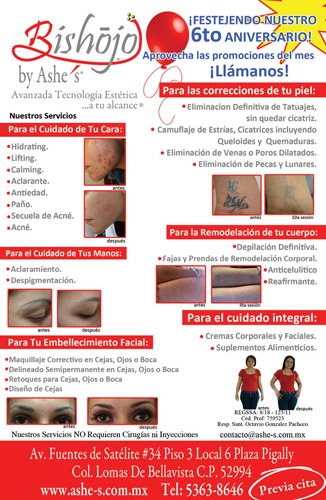 Bishōjo
by Ashe´s®
Avanzada Tecnología Estética
...a tu alcance®
¡FESTEJENDO NUESTRO
6to ANIVERSARIO!
Aprovecha las promociones del mes
¡Llámanos!
Nuestros Servicios
Para el Cuidado de Tu Cara:
•Hidrating.
•Lifting.
•Calming.
•Aclarante.
•Antiedad.
•Paño.
•Secuela de Acné.
•Acné.
antes
después
Para el Cuidado de Tus Manos:
•Aclaramiento.
•Despigmentación.
antes
después
Para Tu Embellecimiento Facial:
•Maquillaje Correctivo en Cejas, Ojos o Boca
•Delineado Semipermanente en Cejas, Ojos o Boca
•Retoques para Cejas, Ojos o Boca
•Diseño de Cejas
antes
después
Nuestros Servicios NO Requieren Cirugías ni Inyecciones
Para las correcciones de tu piel:
•Eliminacion Definitiva de Tatuajes,
sin quedar cicatriz.
•Camuflaje de Estrías, Cicatrices incluyendo
Queloides y Quemaduras.
•Eliminación de Venas o Poros Dilatados.
•Eliminación de Pecas y Lunares.
antes
10a sesión
Para la Remodelación de tu cuerpo:
•Depilación Definitiva.
•Fajas y Prendas de Remodelación Corporal.
•Anticelulitico
•Reafirmante.
antes
4ta sesión
Para el cuidado integral:
•Cremas Corporales y Faciales.
•Suplementos Alimenticios.
antes
después
REGSSA: 8/18 - 125/11
Ced. Prof: 759523
Resp. Sant. Octavio Gonzalez Pacheco
contacto@ashe-s.com.mx
Av. Fuentes de Satélite #34 Piso 3 Local 6 Plaza Pigally
Col. Lomas De Bellavista C.P. 52994
www.ashe-s.com.mx Tel: 5363-8646
Previa cita